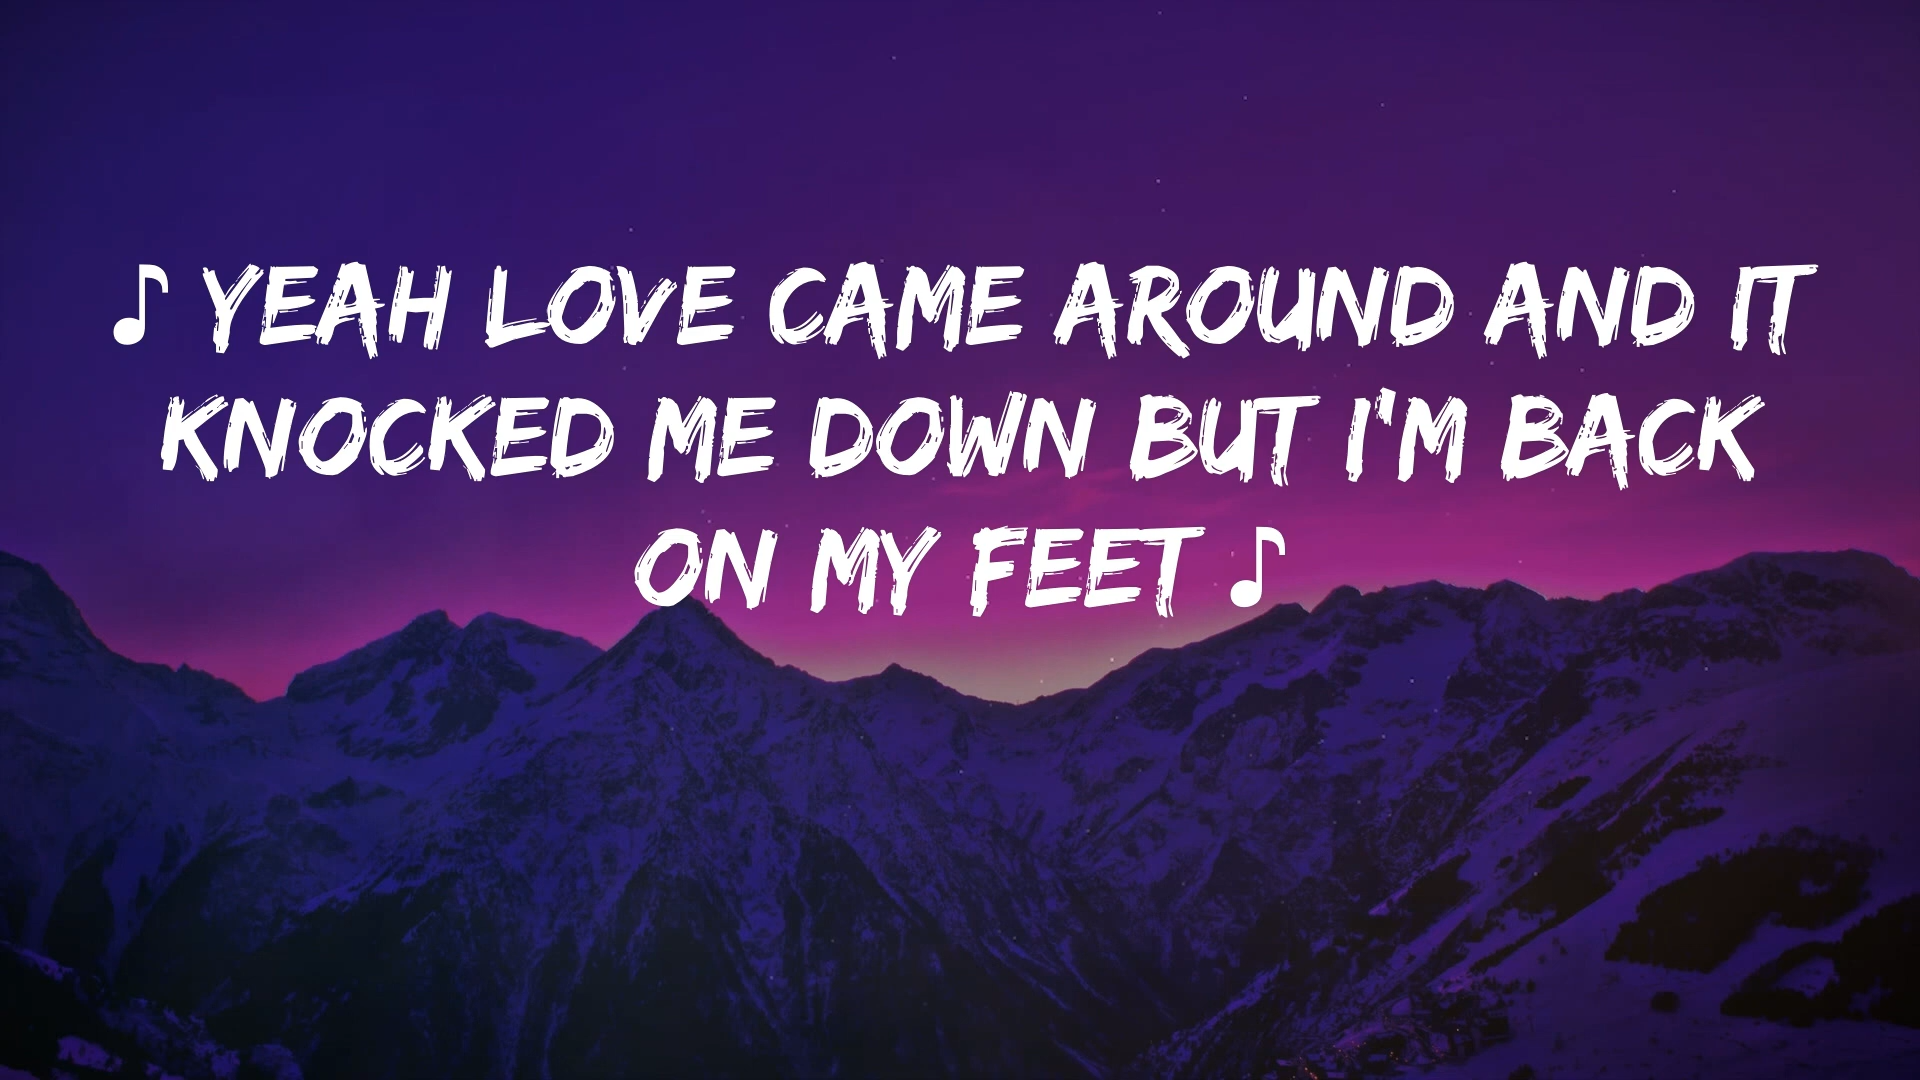 ♪ YEAH LOVE CAME AROUND AND IT
KNOCKED ME DOWN BUT I'M BACK
ON MY FEET ♪